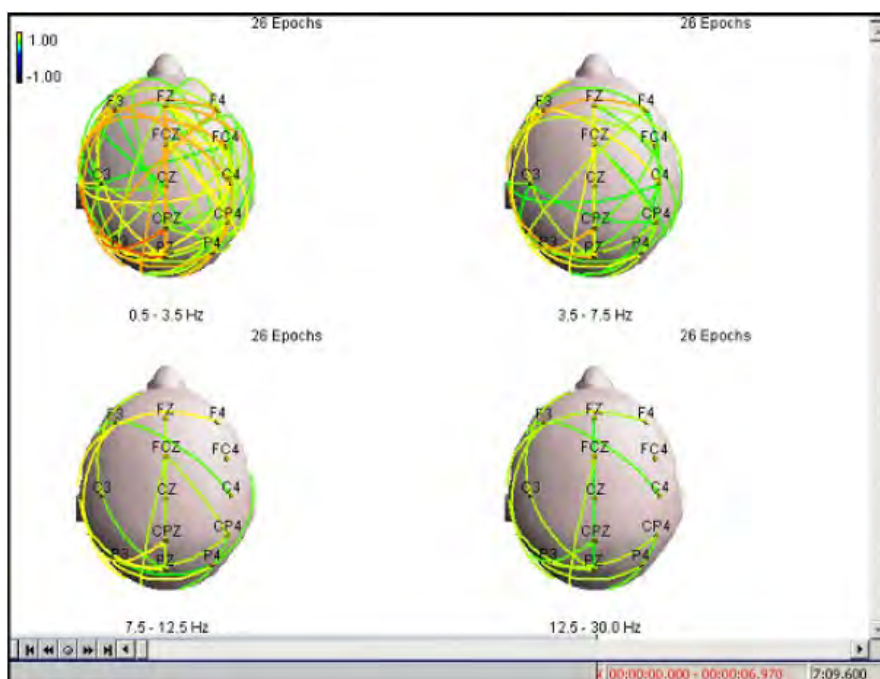 26 Epochs
26 Epochs
1.00
-1.00
F3 FZ F4
FCZ FC4
C3 CZ C4
CPZ CP4
P3 PZ P4
F3 FZ F4
FCZ FC4
C3 CZ C4
CPZ CP4
P3 PZ P4
0.5 - 3.5 Hz
3.5 - 7.5 Hz
26 Epochs
26 Epochs
F3 FZ F4
FCZ FC4
C3 CZ C4
CPZ CP4
P3 PZ P4
F3 FZ F4
FCZ FC4
C3 CZ C4
CPZ CP4
P3 PZ P4
7.5 - 12.5 Hz
12.5 - 30.0 Hz
00:00:00.000 - 00:00:06.970
7:09.600